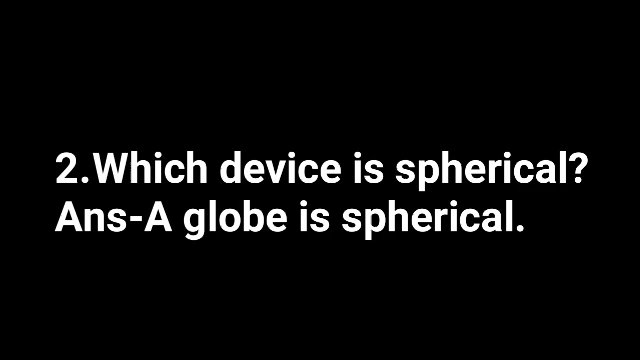 2.Which device is spherical?
Ans-A globe is spherical.